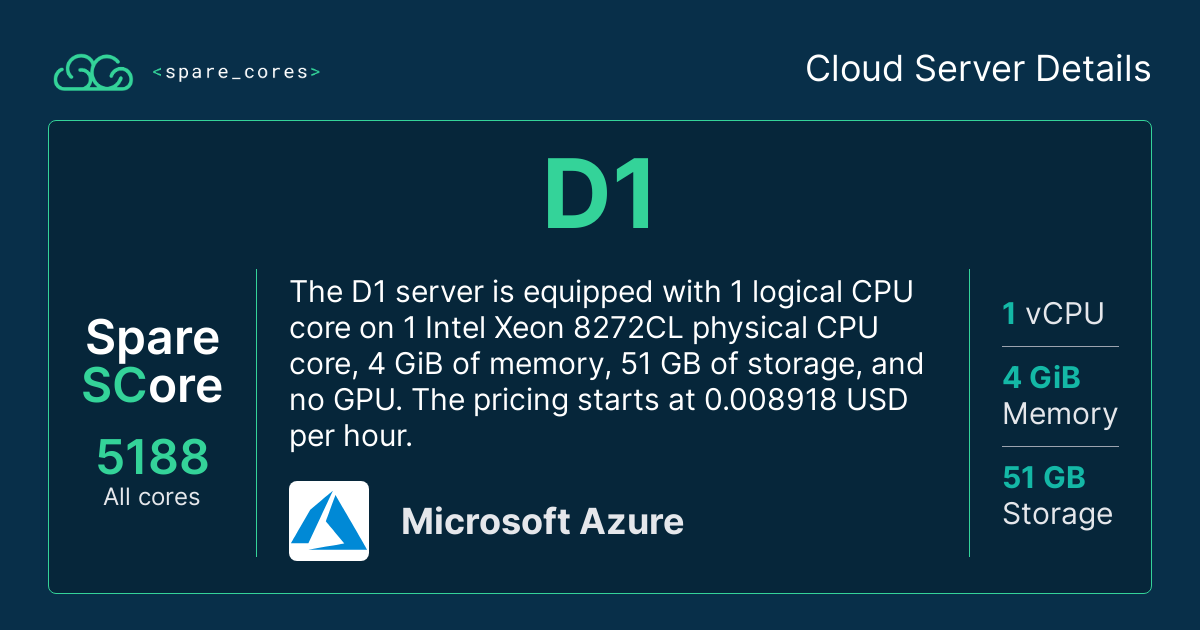 <spare_cores>
Cloud Server Details
D1
Spare
SCore
5188
All cores
The D1 server is equipped with 1 logical CPU
core on 1 Intel Xeon 8272CL physical CPU
core, 4 GiB of memory, 51 GB of storage, and
no GPU. The pricing starts at 0.008918 USD
per hour.
Microsoft Azure
1 vCPU
4 GiB
Memory
51 GB
Storage